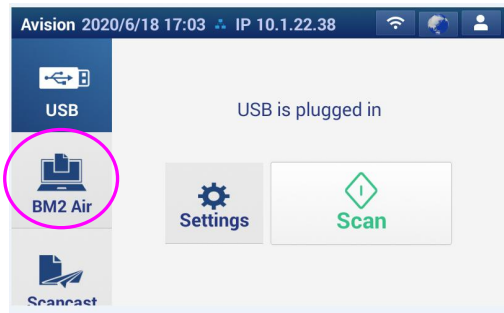 Avision 2020/6/18 17:03 IP 10.1.22.38
USB
USB is plugged in
BM2 Air
Settings
Scan
Scancast